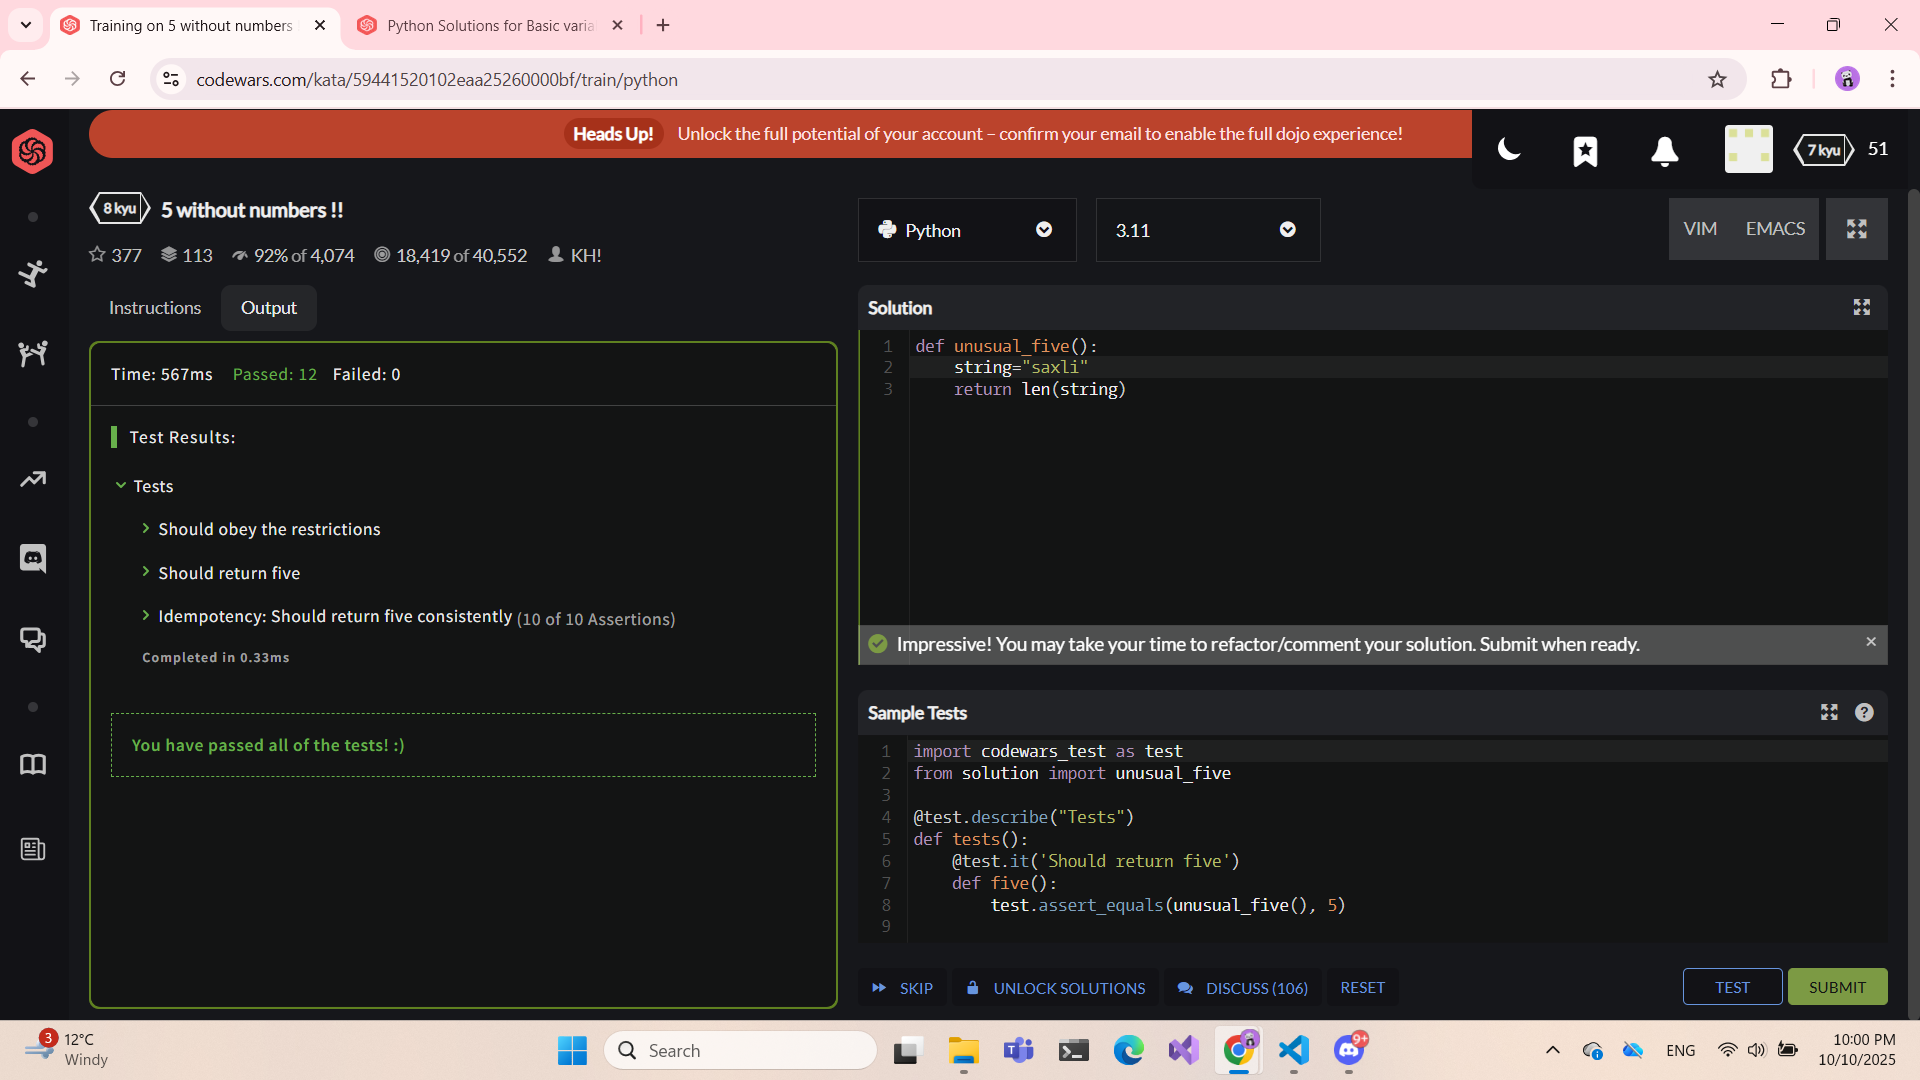 Training on 5 without numbers
Python Solutions for Basic varia
codewars.com/kata/59441520102eaa25260000bf/train/python
Heads Up! Unlock the full potential of your account – confirm your email to enable the full dojo experience!
7 kyu 51
8 kyu 5 without numbers !!
377 113 92% of 4,074 18,419 of 40,552 KH!
Python
3.11
VIM EMACS
Instructions Output
Time: 567ms Passed: 12 Failed: 0
Test Results:
Tests
Should obey the restrictions
Should return five
Idempotency: Should return five consistently (10 of 10 Assertions)
Completed in 0.33ms
You have passed all of the tests! :)
Solution
1 def unusual_five():
2     string="saxli"
3     return len(string)
Impressive! You may take your time to refactor/comment your solution. Submit when ready.
Sample Tests
1 import codewars_test as test
2 from solution import unusual_five
3
4 @test.describe("Tests")
5 def tests():
6     @test.it('Should return five')
7     def five():
8         test.assert_equals(unusual_five(), 5)
9
SKIP UNLOCK SOLUTIONS DISCUSS (106) RESET
TEST SUBMIT
3
12°C
Windy
Search
9+
ENG
10:00 PM
10/10/2025